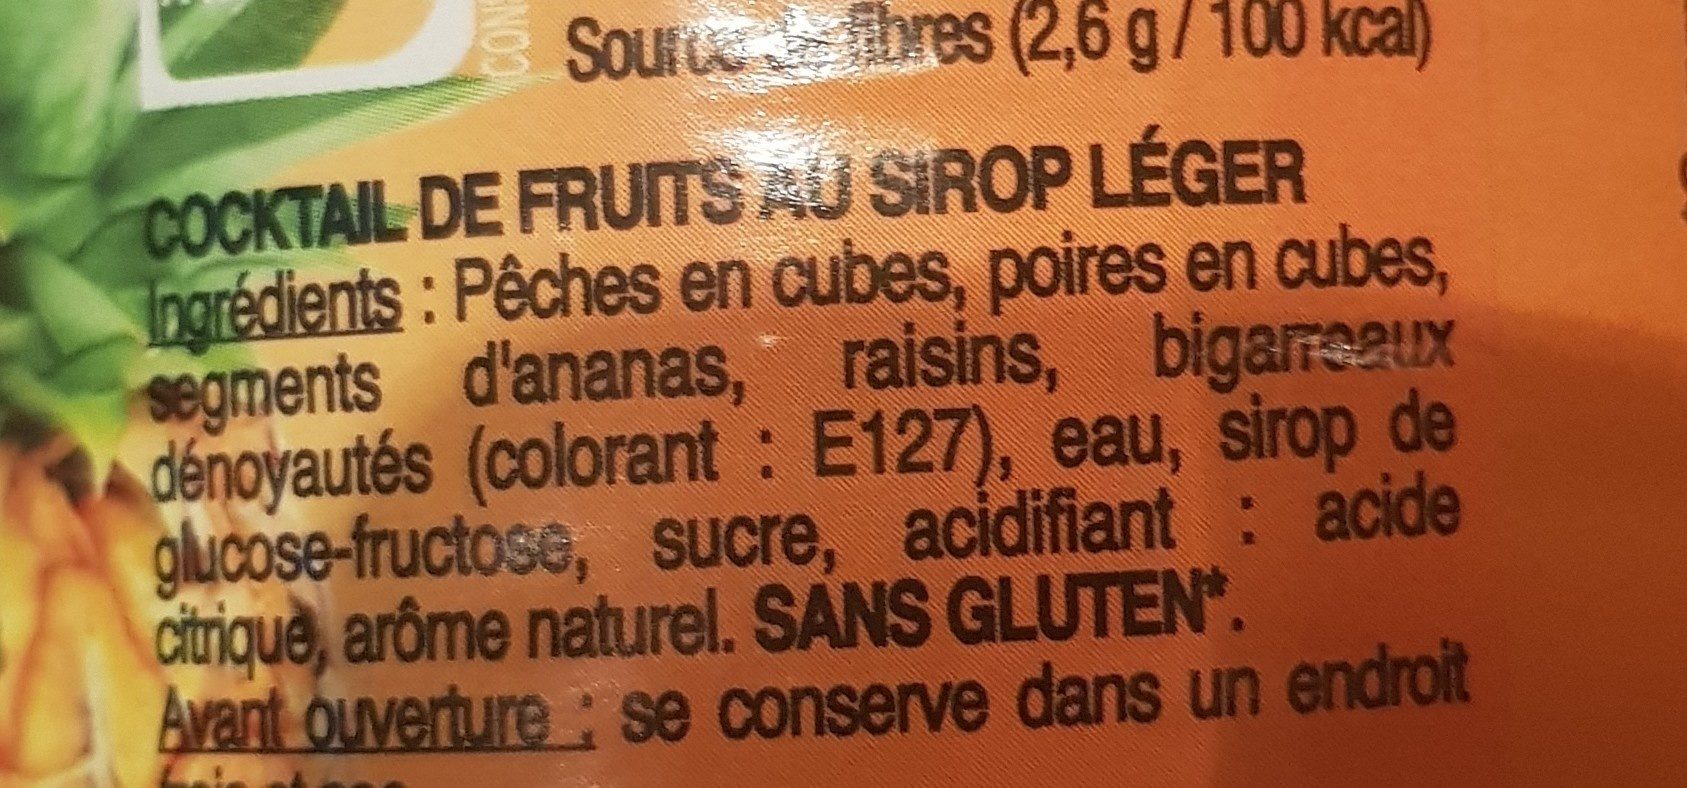 CON
Source de fibres (2,6 g / 100 kcal)
COCKTAIL DE FRUITS AU SIROP LÉGER
Ingrédients : Pêches en cubes, poires en cubes,
segments d'ananas, raisins, bigarreaux
dénoyautés (colorant : E127), eau, sirop de
glucose-fructose, sucre, acidifiant : acide
citrique, arôme naturel. SANS GLUTEN*.
Avant ouverture : se conserve dans un endroit